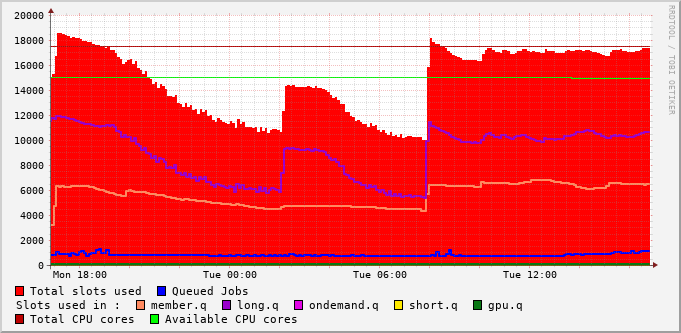 20000
18000
16000
14000
12000
10000
8000
6000
4000
2000
0
Mon 18:00 Tue 00:00 Tue 06:00 Tue 12:00
RRDTOOL / TOBI OETIKER
Total slots used Queued Jobs
Slots used in : member.q long.q ondemand.q short.q gpu.q
Total CPU cores Available CPU cores